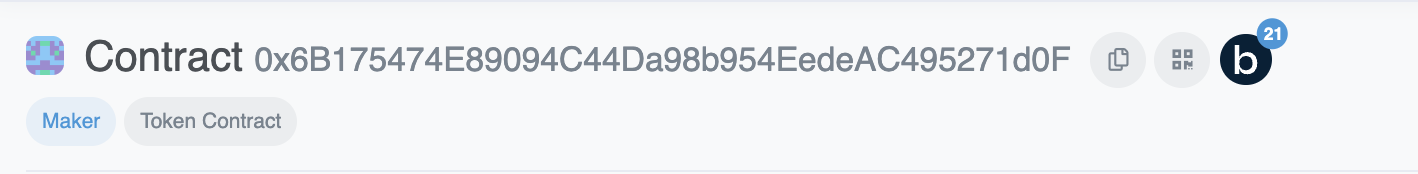 Contract 0x6B175474E89094C44Da98b954EedeAC495271d0F b 21
Maker Token Contract